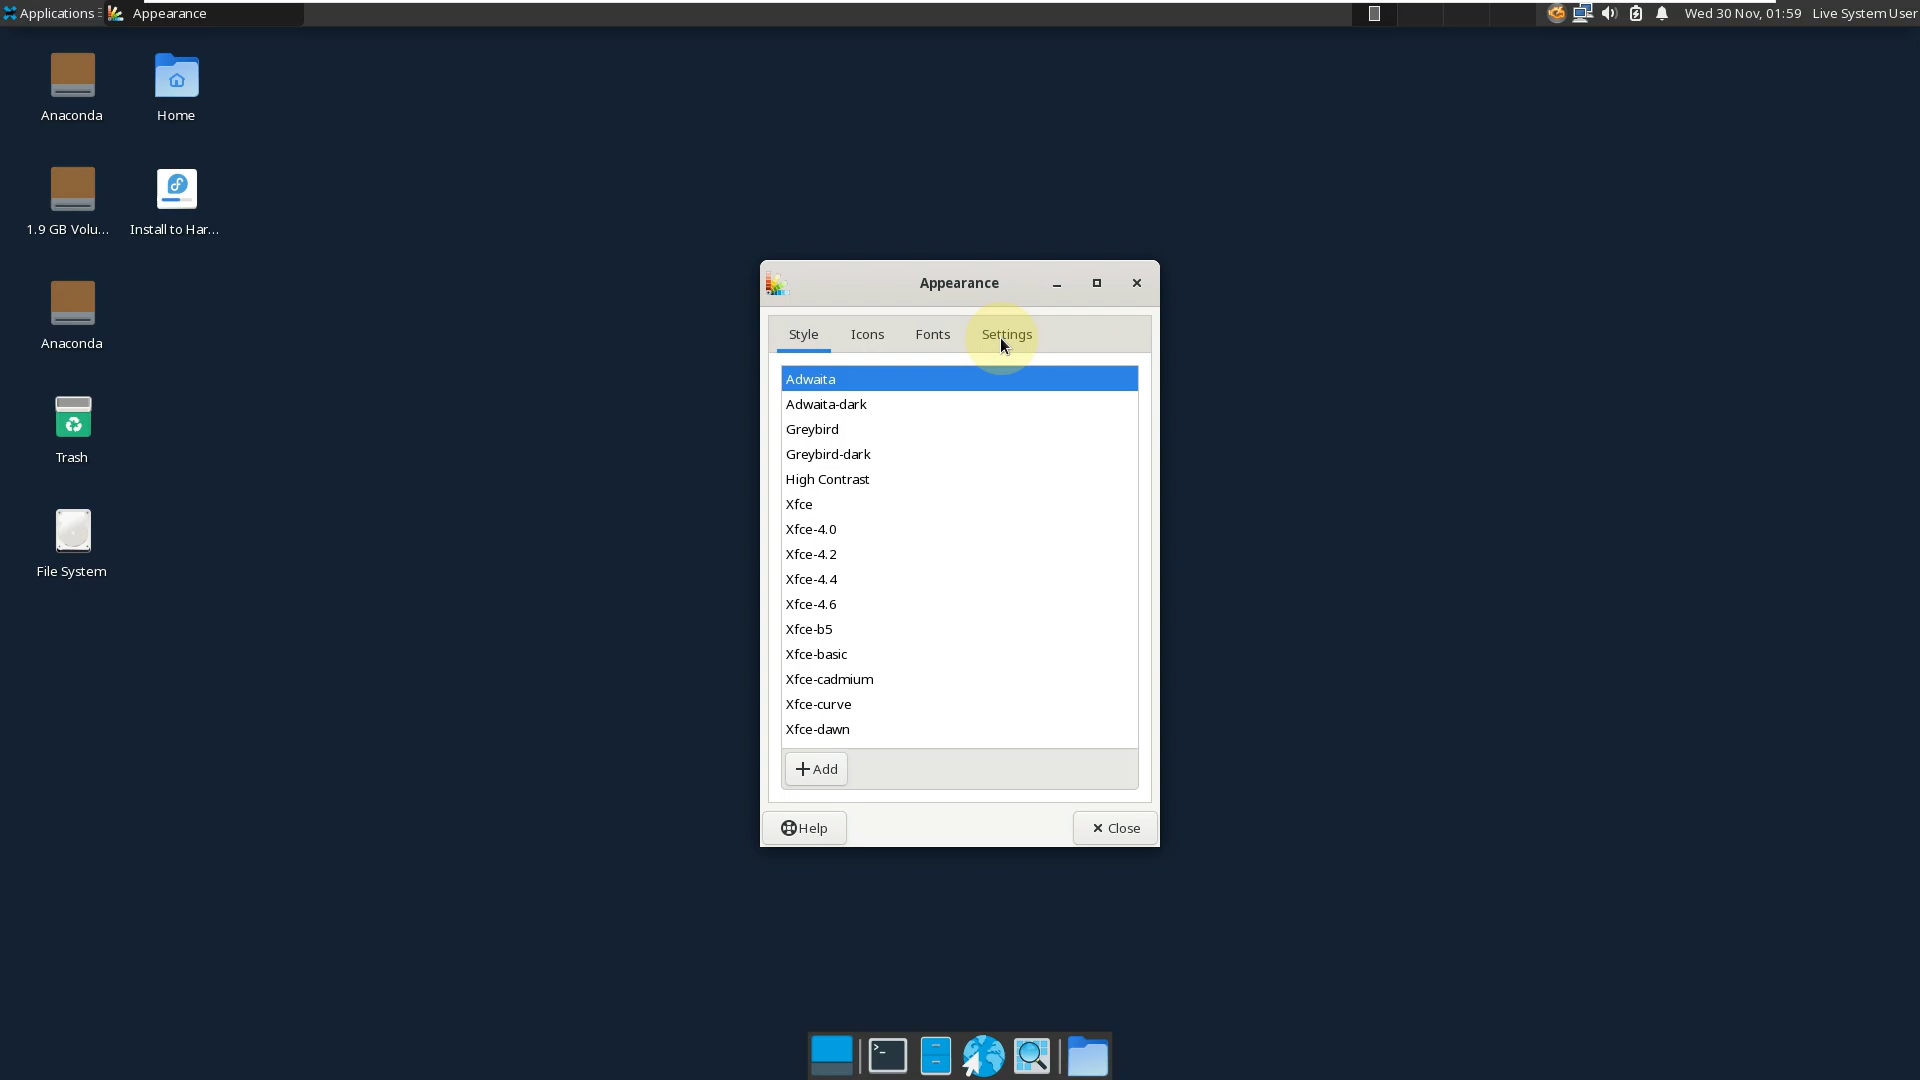 Applications
Appearance
Wed 30 Nov, 01:59
Live System User
Anaconda
Home
1.9 GB Volu...
Install to Har...
Anaconda
Trash
File System
Appearance
Style
Icons
Fonts
Settings
Adwaita
Adwaita-dark
Greybird
Greybird-dark
High Contrast
Xfce
Xfce-4.0
Xfce-4.2
Xfce-4.4
Xfce-4.6
Xfce-b5
Xfce-basic
Xfce-cadmium
Xfce-curve
Xfce-dawn
Add
Help
Close